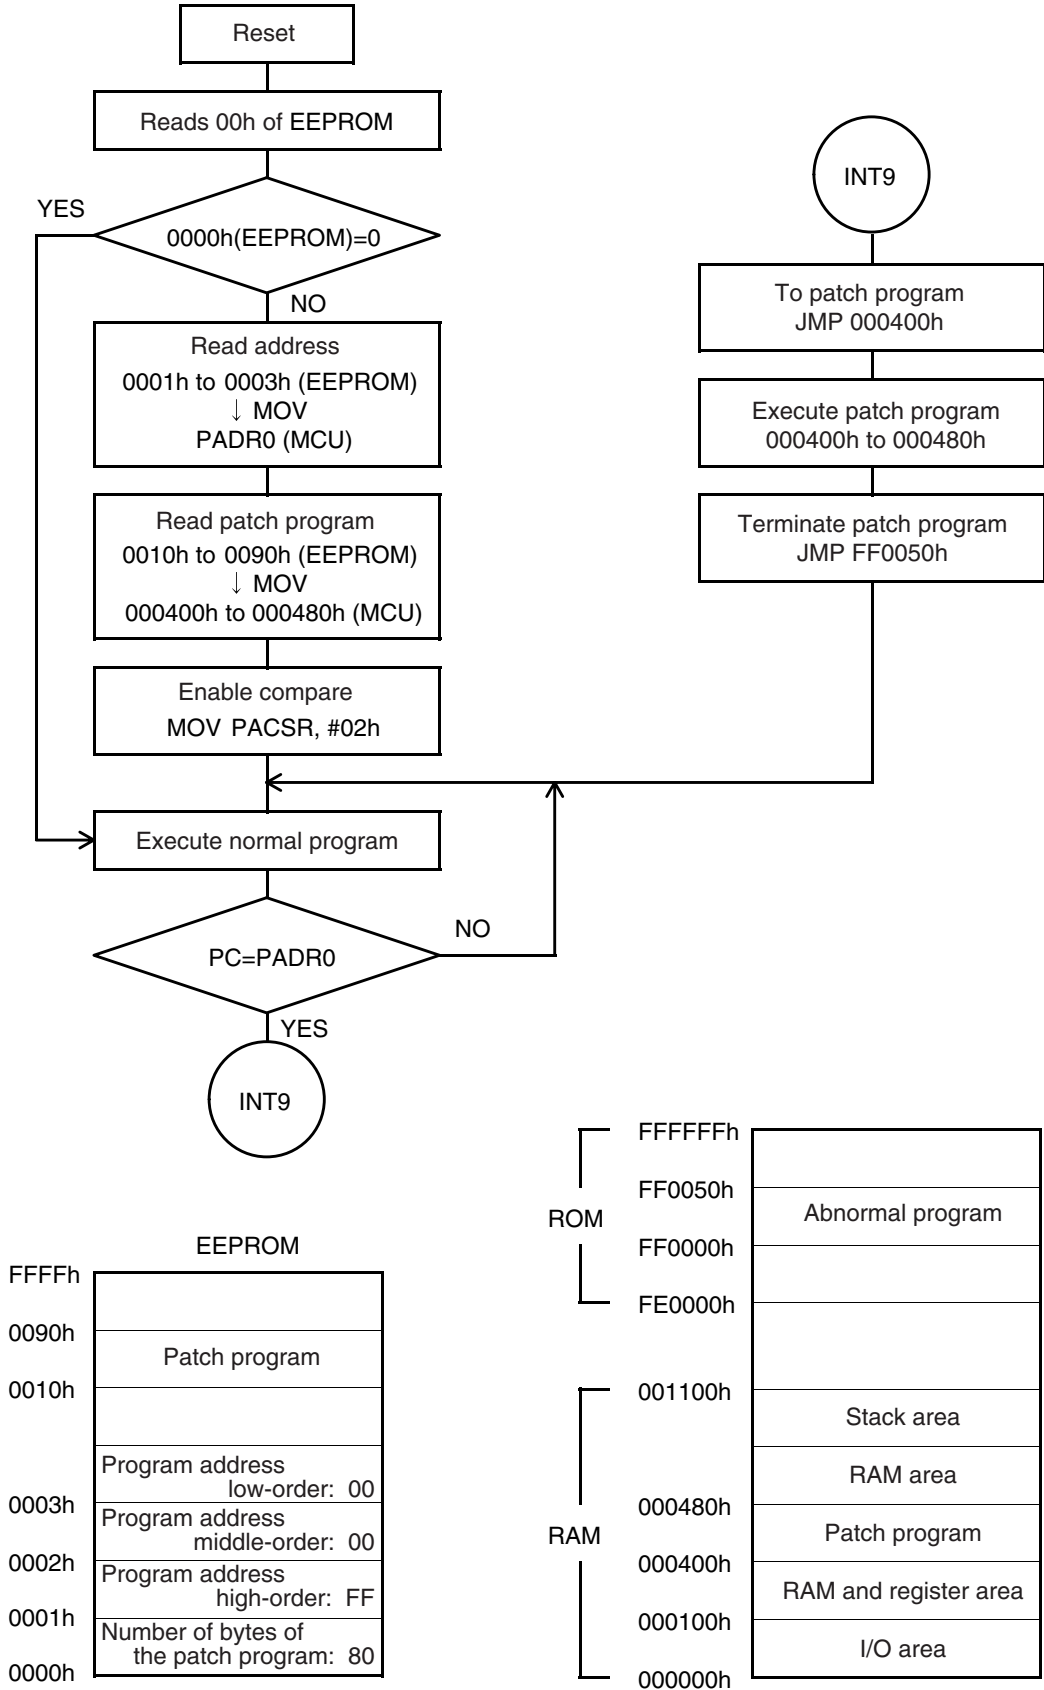 Reset
Reads 00h of EEPROM
YES
0000h(EEPROM)=0
NO
Read address
0001h to 0003h (EEPROM)
↓ MOV
PADR0 (MCU)
Read patch program
0010h to 0090h (EEPROM)
↓ MOV
000400h to 000480h (MCU)
Enable compare
MOV PACSR, #02h
Execute normal program
PC=PADR0
NO
YES
INT9
INT9
To patch program
JMP 000400h
Execute patch program
000400h to 000480h
Terminate patch program
JMP FF0050h
EEPROM
FFFFh
0090h
Patch program
0010h
Program address
low-order: 00
0003h
Program address
middle-order: 00
0002h
Program address
high-order: FF
0001h
Number of bytes of
the patch program: 80
0000h
FFFFFFh
FF0050h
ROM
Abnormal program
FF0000h
FE0000h
001100h
Stack area
RAM area
000480h
RAM
Patch program
000400h
RAM and register area
000100h
I/O area
000000h